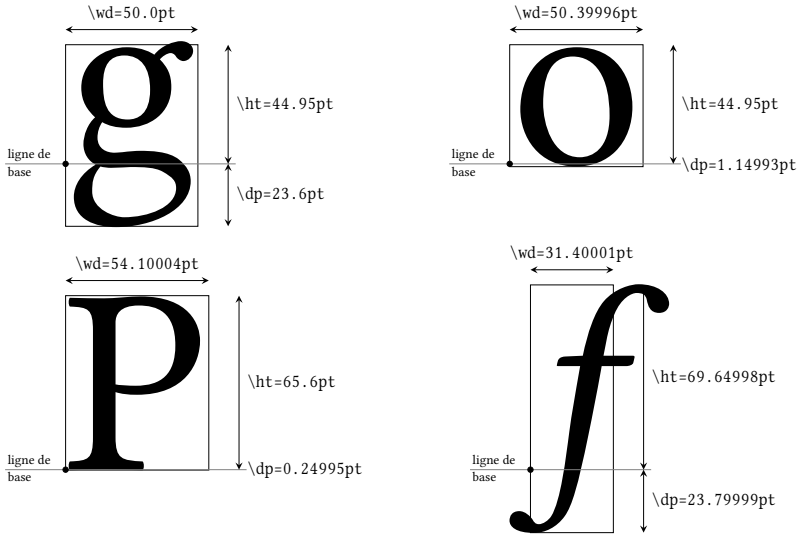 \wd=50.0pt
g
\ht=44.95pt
ligne de
base
\dp=23.6pt
\wd=50.39996pt
o
\ht=44.95pt
ligne de
base
\dp=1.14993pt
\wd=54.10004pt
P
\ht=65.6pt
ligne de
base
\dp=0.24995pt
\wd=31.40001pt
f
\ht=69.64998pt
ligne de
base
\dp=23.79999pt